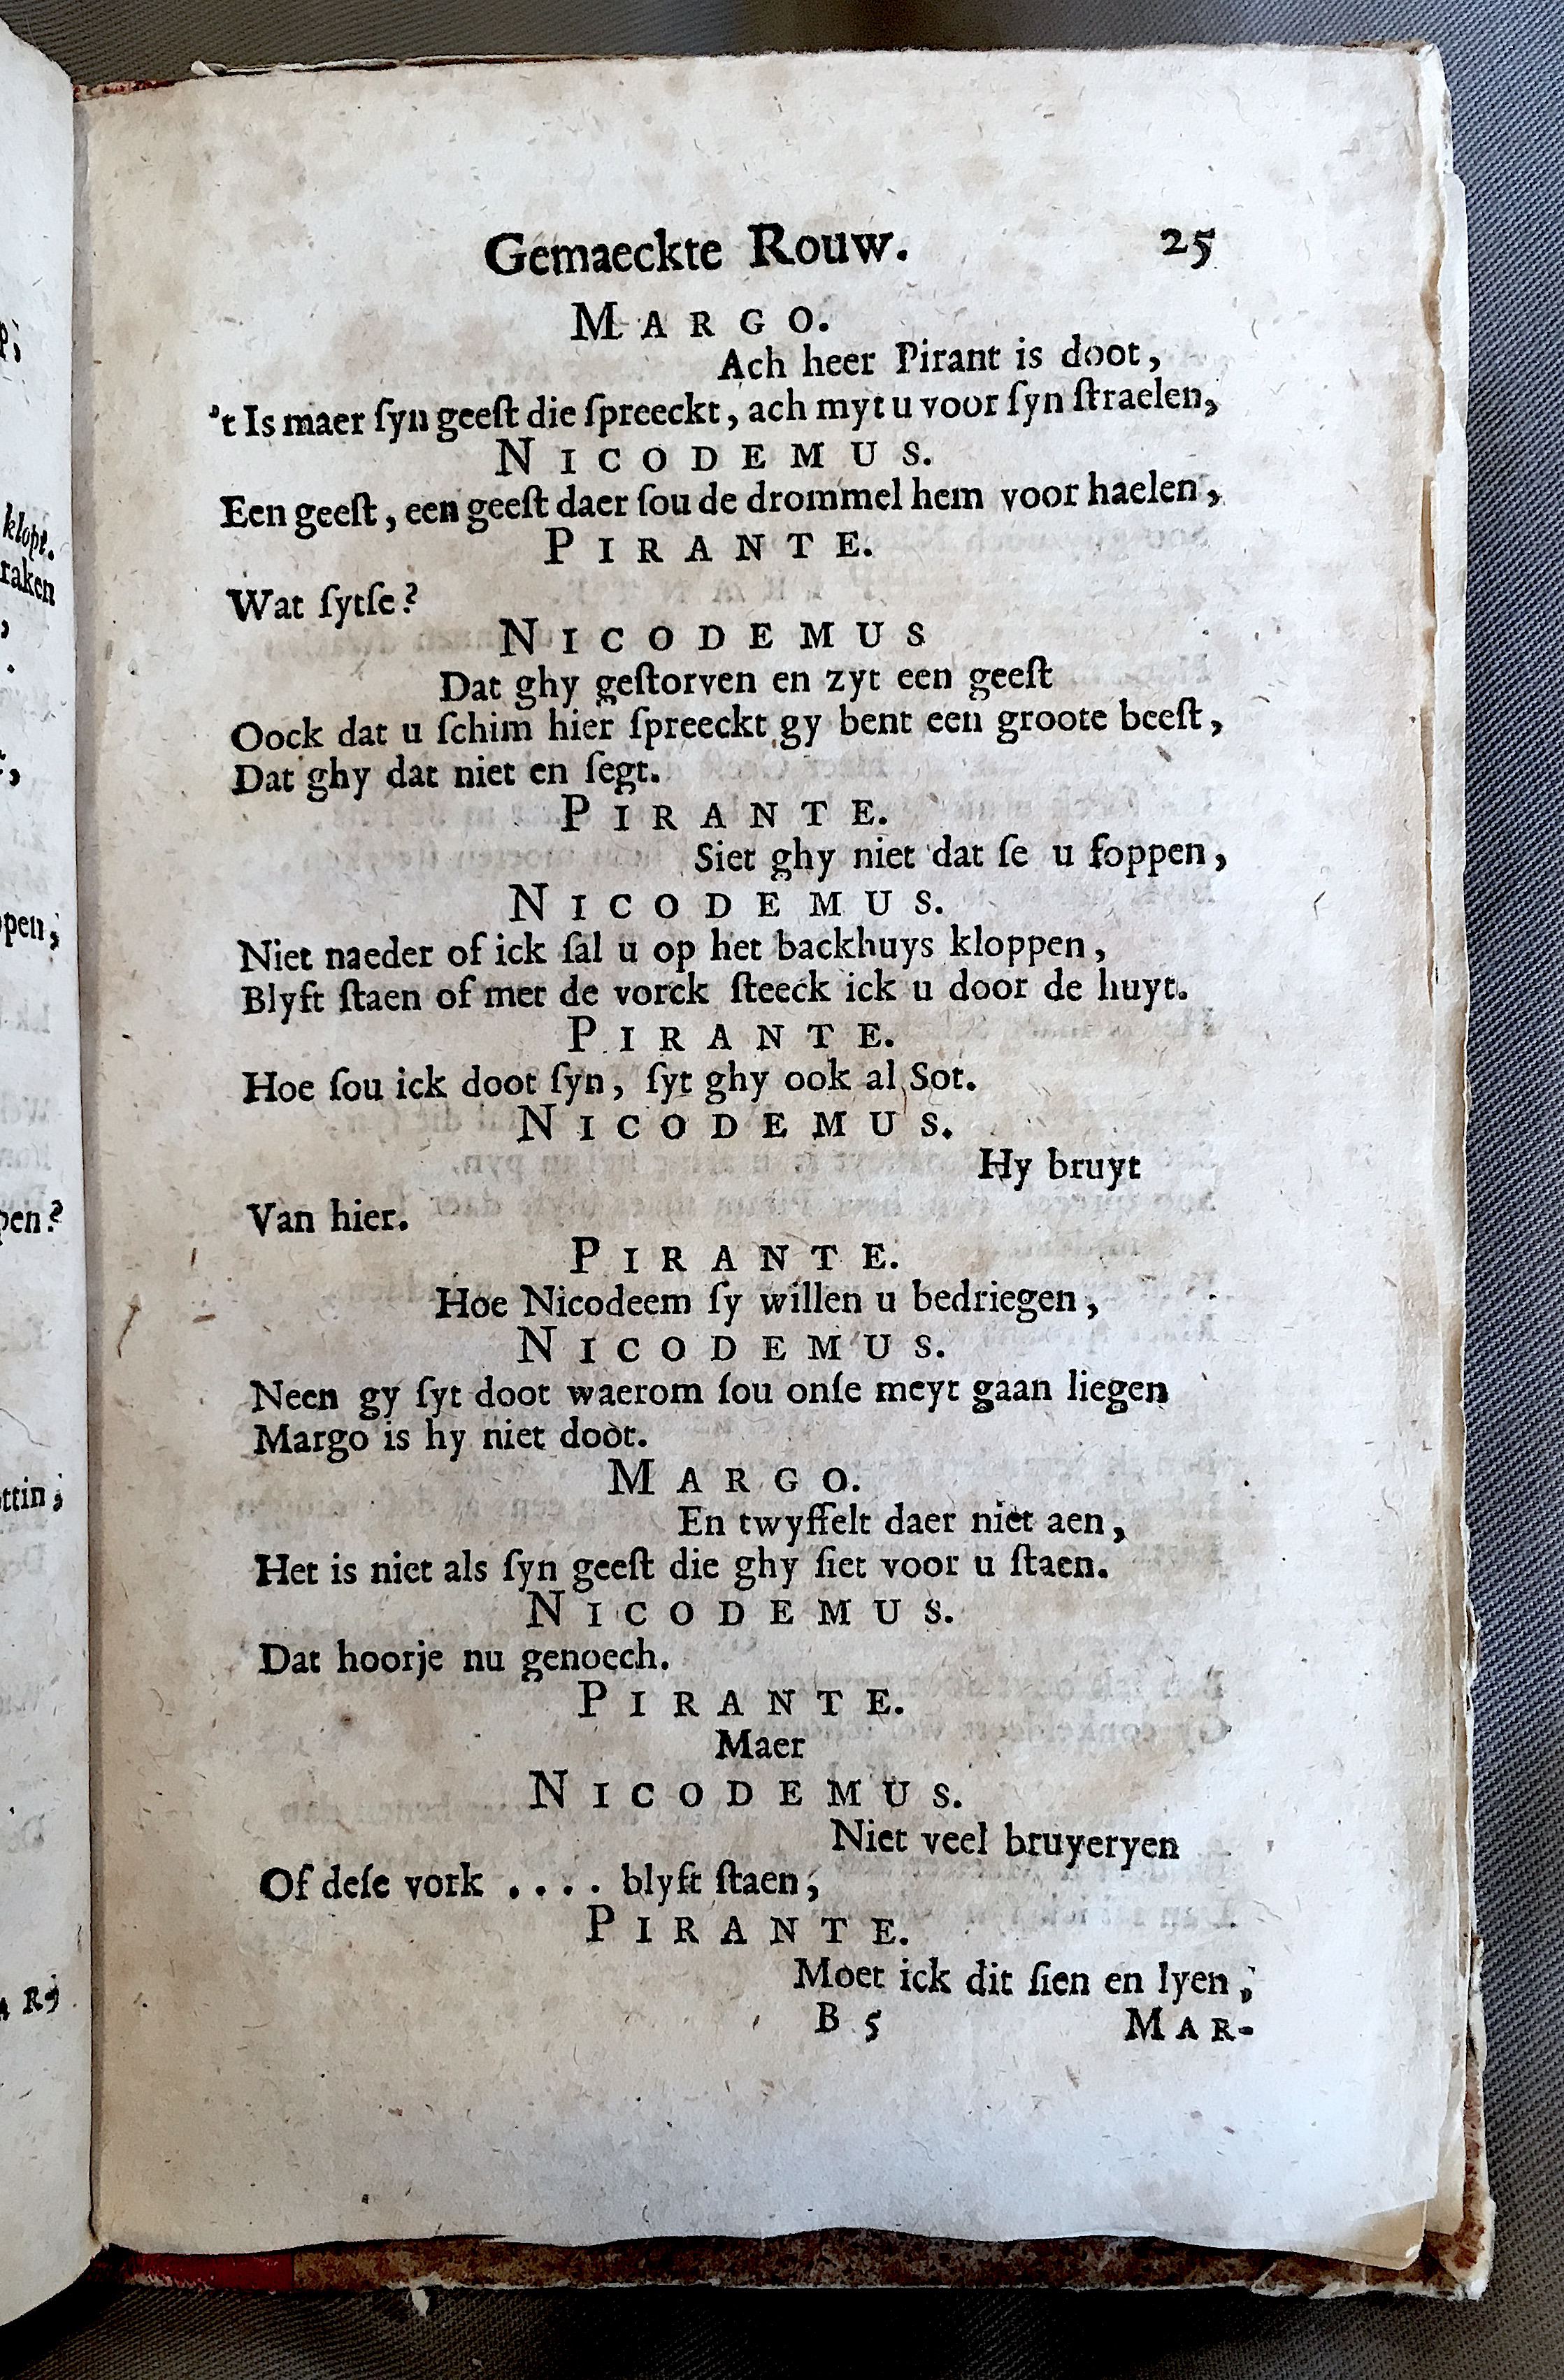 Gemaeckte Rouw. 25
MARGO.
Ach heer Pirant is doot,
't Is maer ſyn geeſt die ſpreeckt, ach myt u voor ſyn ſtraelen,
NICODEMUS.
Een geeſt, een geeſt daer ſou de drommel hem voor haelen,
PIRANTE.
Wat ſytſe?
NICODEMUS
Dat ghy geſtorven en zyt een geeſt
Oock dat u ſchim hier ſpreeckt gy bent een groote beeſt,
Dat ghy dat niet en ſegt.
PIRANTE.
Siet ghy niet dat ſe u foppen,
NICODEMUS.
Niet naeder of ick ſal u op het backhuys kloppen,
Blyft ſtaen of met de vorck ſteeck ick u door de huyt.
PIRANTE.
Hoe ſou ick doot ſyn, ſyt ghy ook al Sot.
NICODEMUS.
Hy bruyt
Van hier.
PIRANTE.
Hoe Nicodeem ſy willen u bedriegen,
NICODEMUS.
Neen gy ſyt doot waerom ſou onſe meyt gaan liegen
Margo is hy niet doot.
MARGO.
En twyffelt daer niet aen,
Het is niet als ſyn geeſt die ghy ſiet voor u ſtaen.
NICODEMUS.
Dat hoorje nu genoech.
PIRANTE.
Maer
NICODEMUS.
Niet veel bruyeryen
Of deſe vork .... blyft ſtaen,
PIRANTE.
Moet ick dit ſien en lyen,
B 5 MAR-
klopt.
raken